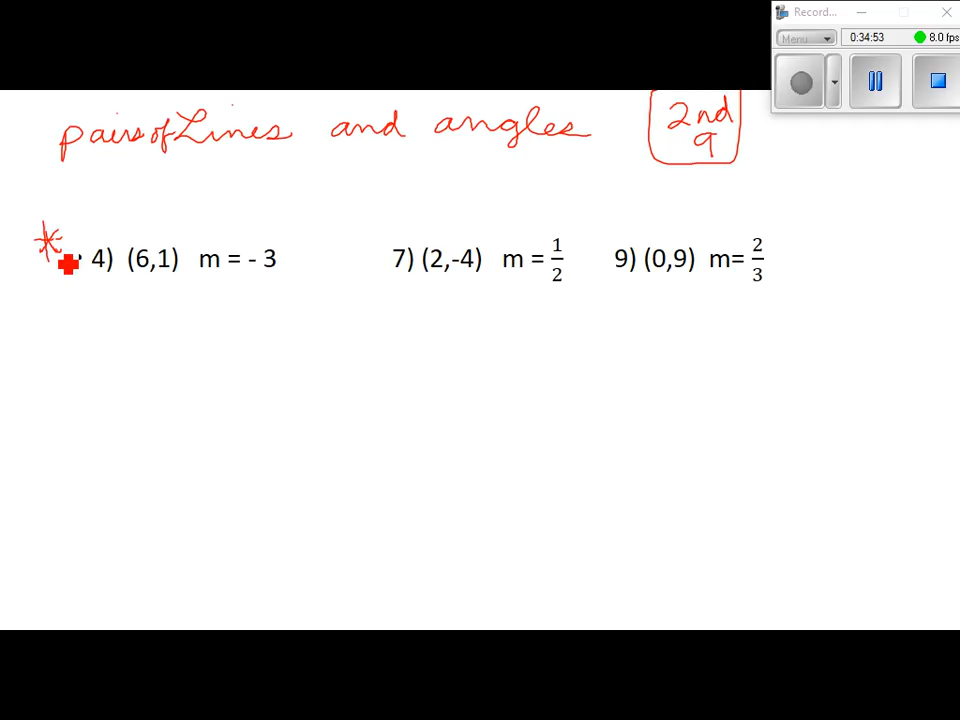 Record...
Menu 0:34:53 8.0 fps
pairs of Lines and angles 2nd
9
* • 4) (6,1) m = - 3 7) (2,-4) m = 1/2 9) (0,9) m= 2/3